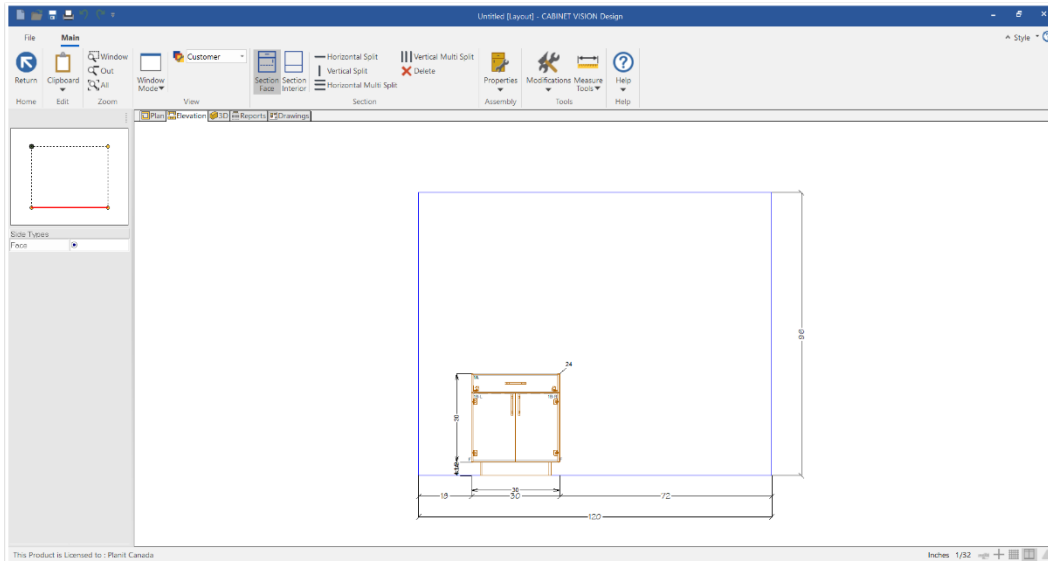 Untitled [Layout] - CABINET VISION Design
File Main Style
Return
Home
Clipboard
Edit
Window
Out
All
Zoom
Window Mode
Customer
View
Section Face
Section Interior
Horizontal Split
Vertical Split
Horizontal Multi Split
Vertical Multi Split
Delete
Section
Properties
Assembly
Modifications
Measure Tools
Tools
Help
Help
Plan Elevation 3D Reports Drawings
Side Types
Face
24
30
96
30
18 30 72
120
This Product is Licensed to : Planit Canada
Inches 1/32